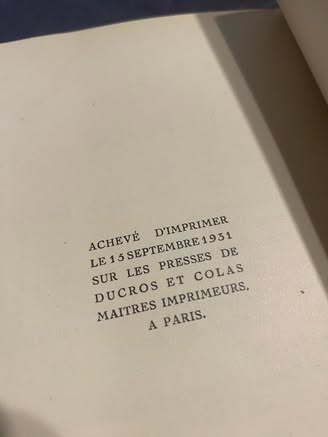 ACHEVÉ D'IMPRIMER
LE 15 SEPTEMBRE 1931
SUR LES PRESSES DE
DUCROS ET COLAS
MAITRES IMPRIMEURS,
A PARIS.